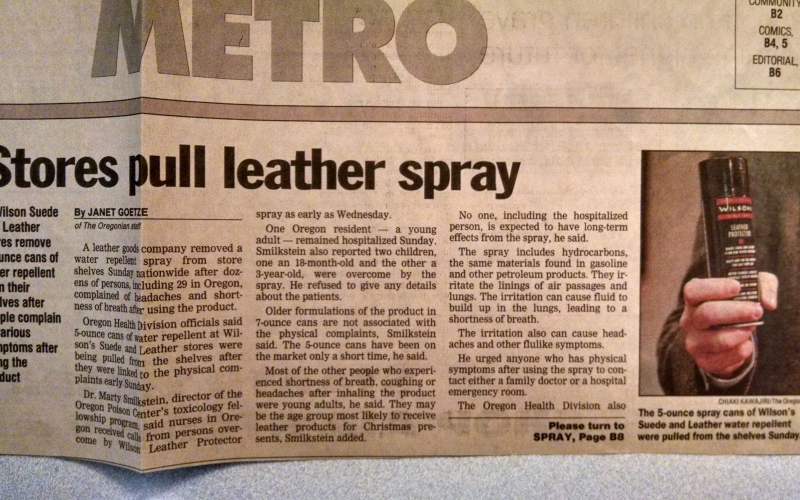 METRO
COMMUNITY
B2
COMICS,
B4, 5
EDITORIAL,
B6
Stores pull leather spray
Wilson Suede
Leather
remove
cans of
repellent
their
after
complain
after
the
By JANET GOETZE
of The Oregonian staff
A leather goods company removed a
water repellent spray from store
shelves Sunday nationwide after doz-
ens of persons, including 29 in Oregon,
complained of headaches and short-
ness of breath after using the product.
Oregon Health Division officials said
5-ounce cans of water repellent at Wil-
son's Suede and Leather stores were
being pulled from the shelves after
they were linked to the physical com-
plaints early Sunday.
Dr. Marty Smilkstein, director of the
Oregon Poison Center's toxicology fel-
lowship program, said nurses in Ore-
gon received calls from persons over-
come by Wilson Leather Protector
spray as early as Wednesday.
One Oregon resident — a young
adult — remained hospitalized Sunday.
Smilkstein also reported two children,
one an 18-month-old and the other a
3-year-old, were overcome by the
spray. He refused to give any details
about the patients.
Older formulations of the product in
7-ounce cans are not associated with
the physical complaints, Smilkstein
said. The 5-ounce cans have been on
the market only a short time, he said.
Most of the other people who experi-
enced shortness of breath, coughing or
headaches after inhaling the product
were young adults, he said. They may
be the age group most likely to receive
leather products for Christmas pre-
sents, Smilkstein added.
No one, including the hospitalized
person, is expected to have long-term
effects from the spray, he said.
The spray includes hydrocarbons,
the same materials found in gasoline
and other petroleum products. They ir-
ritate the linings of air passages and
lungs. The irritation can cause fluid to
build up in the lungs, leading to a
shortness of breath.
The irritation also can cause head-
aches and other flulike symptoms.
He urged anyone who has physical
symptoms after using the spray to con-
tact either a family doctor or a hospital
emergency room.
The Oregon Health Division also
Please turn to
SPRAY, Page B8
WILSONS
LEATHER
PROTECTOR
CHIAKI KAWAJIRI/The
The 5-ounce spray cans of Wilson's
Suede and Leather water repellent
were pulled from the shelves Sunday